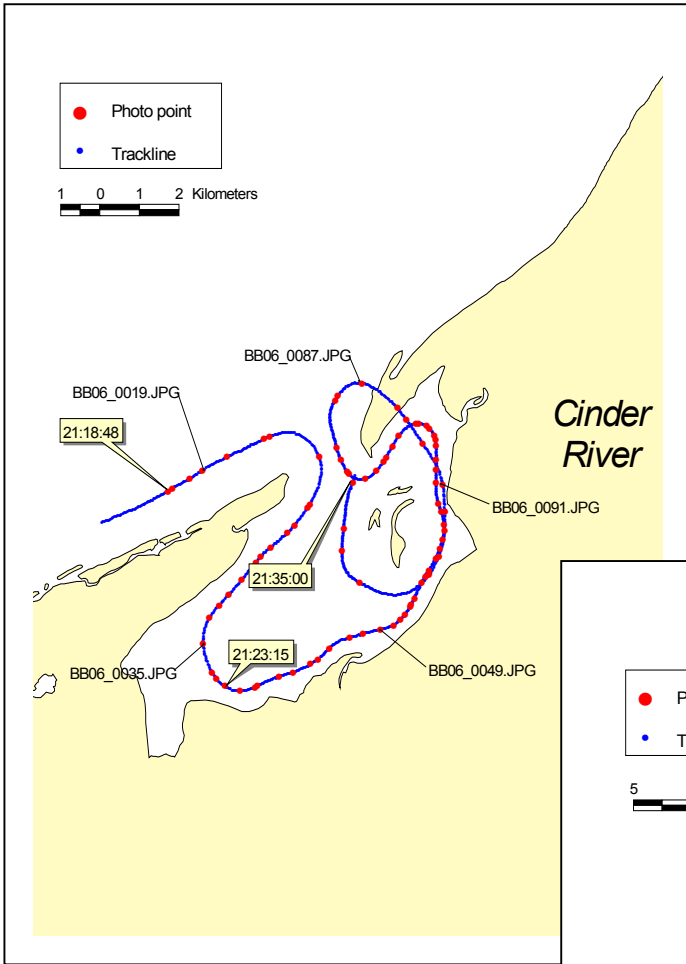 Photo point
Trackline
1 0 1 2 Kilometers
BB06_0087.JPG
BB06_0019.JPG
21:18:48
Cinder
River
BB06_0091.JPG
21:35:00
21:23:15
BB06_0035.JPG
BB06_0049.JPG
P
T
5